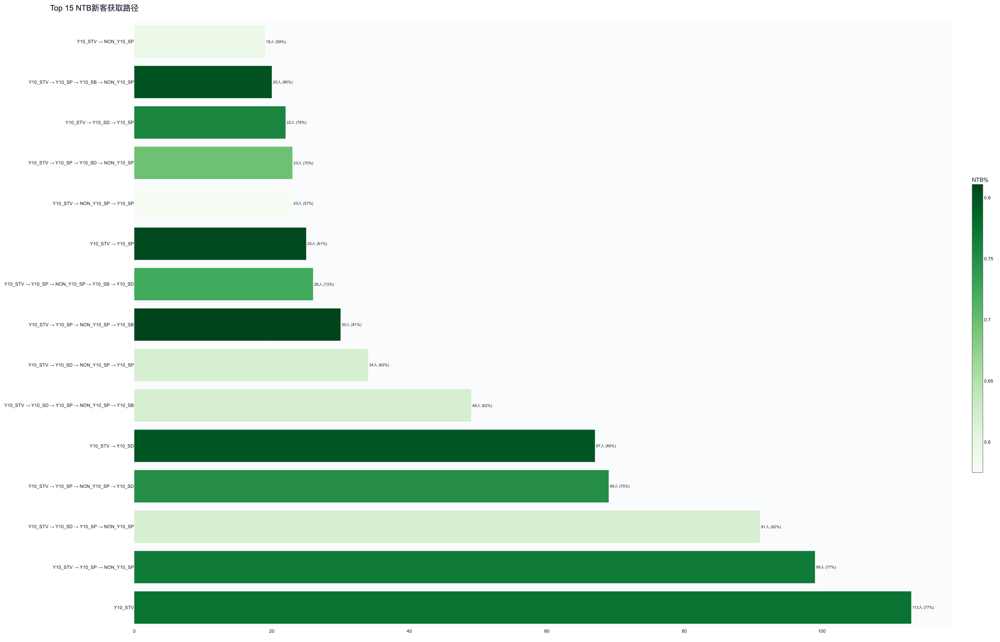 Top 15 NTB新客获取路径
Y10_STV → NON_Y10_SP
19人 (59%)
Y10_STV → Y10_SP → Y10_SB → NON_Y10_SP
20人 (80%)
Y10_STV → Y10_SD → Y10_SP
22人 (76%)
Y10_STV → Y10_SP → Y10_SD → NON_Y10_SP
23人 (70%)
Y10_STV → NON_Y10_SP → Y10_SP
23人 (57%)
Y10_STV → Y10_SP
25人 (81%)
Y10_STV → Y10_SP → NON_Y10_SP → Y10_SB → Y10_SD
26人 (72%)
Y10_STV → Y10_SP → NON_Y10_SP → Y10_SB
30人 (81%)
Y10_STV → Y10_SD → NON_Y10_SP → Y10_SP
34人 (62%)
Y10_STV → Y10_SD → Y10_SP → NON_Y10_SP → Y10_SB
49人 (62%)
Y10_STV → Y10_SD
67人 (80%)
Y10_STV → Y10_SP → NON_Y10_SP → Y10_SD
69人 (75%)
Y10_STV → Y10_SD → Y10_SP → NON_Y10_SP
91人 (62%)
Y10_STV → Y10_SP → NON_Y10_SP
99人 (77%)
Y10_STV
113人 (77%)
0
20
40
60
80
100
NTB%
0.8
0.75
0.7
0.65
0.6